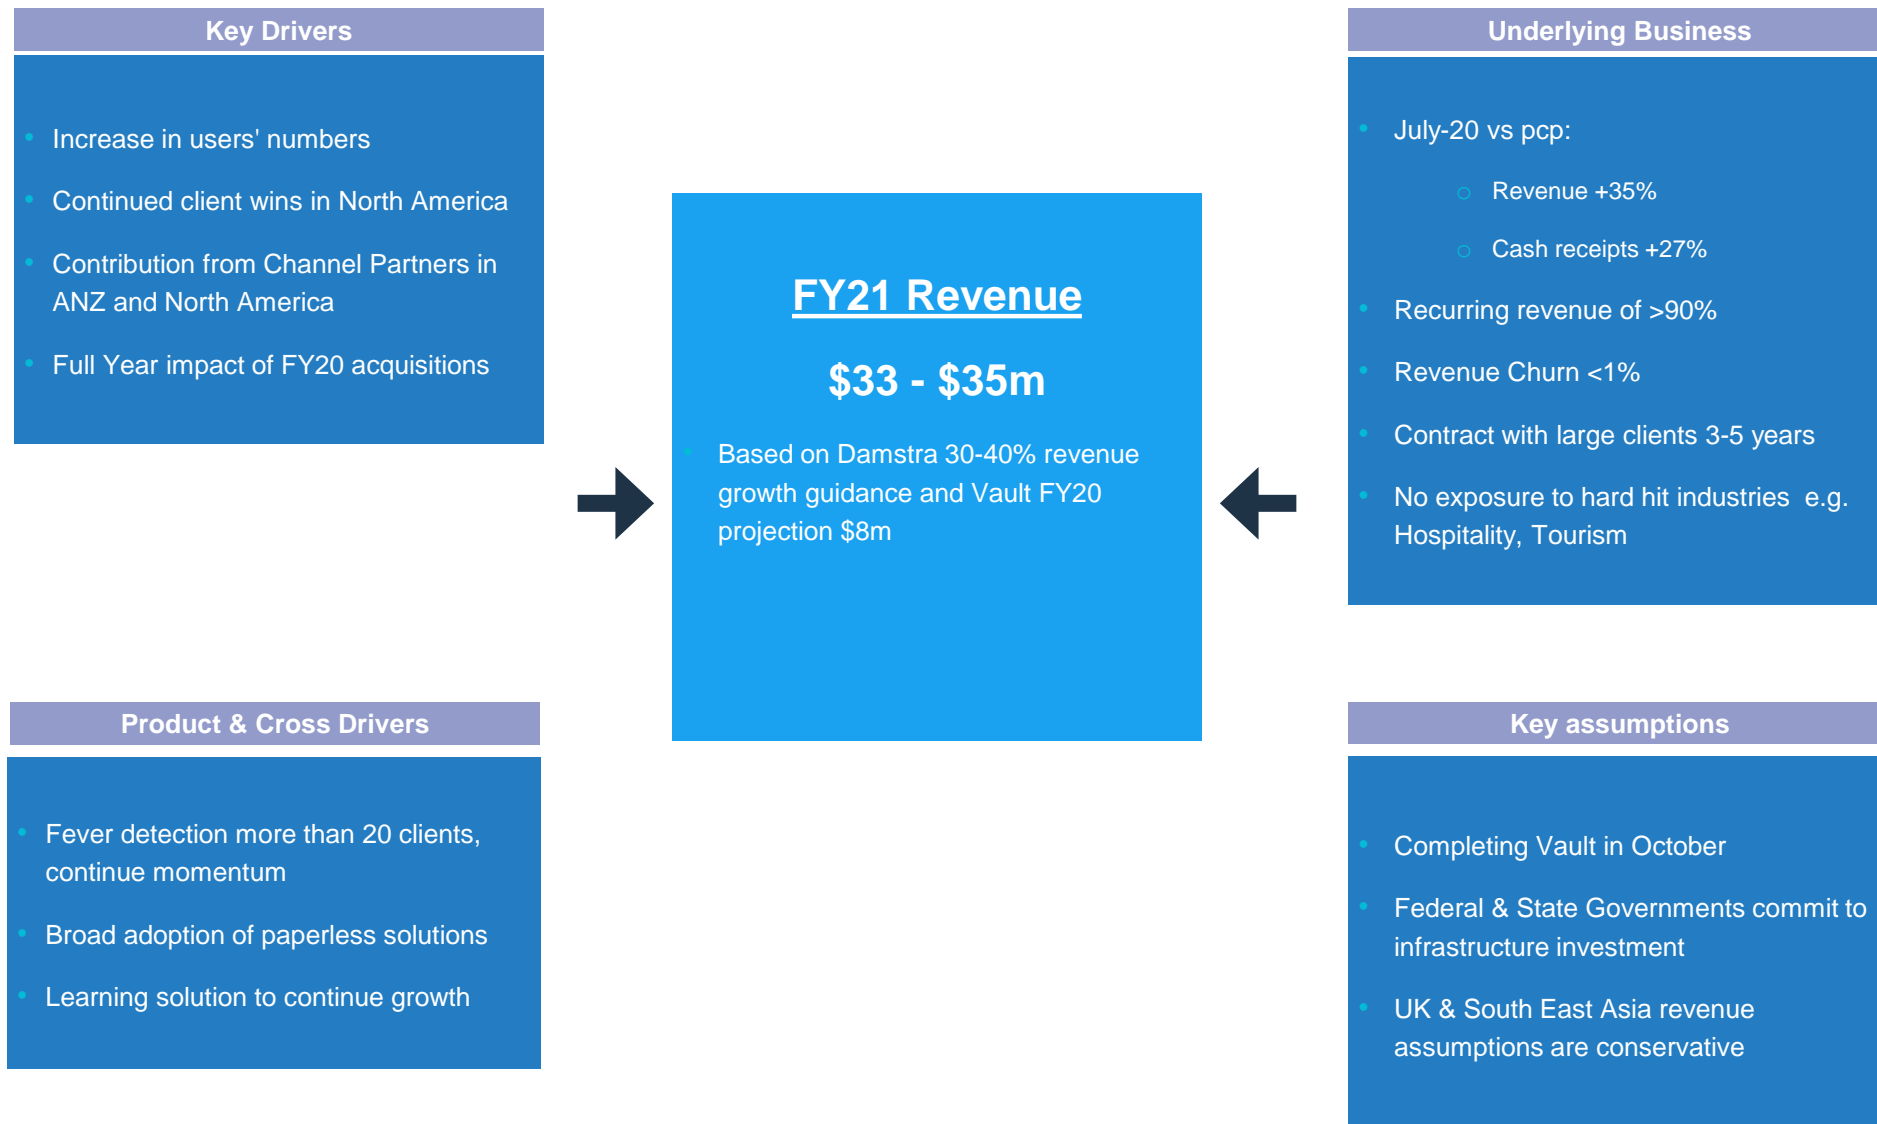 Key Drivers
• Increase in users' numbers
• Continued client wins in North America
• Contribution from Channel Partners in
ANZ and North America
• Full Year impact of FY20 acquisitions
Product & Cross Drivers
• Fever detection more than 20 clients,
continue momentum
• Broad adoption of paperless solutions
• Learning solution to continue growth
FY21 Revenue
$33 - $35m
• Based on Damstra 30-40% revenue
growth guidance and Vault FY20
projection $8m
Underlying Business
• July-20 vs pcp:
o Revenue +35%
o Cash receipts +27%
• Recurring revenue of >90%
• Revenue Churn <1%
• Contract with large clients 3-5 years
• No exposure to hard hit industries  e.g.
Hospitality, Tourism
Key assumptions
• Completing Vault in October
• Federal & State Governments commit to
infrastructure investment
• UK & South East Asia revenue
assumptions are conservative